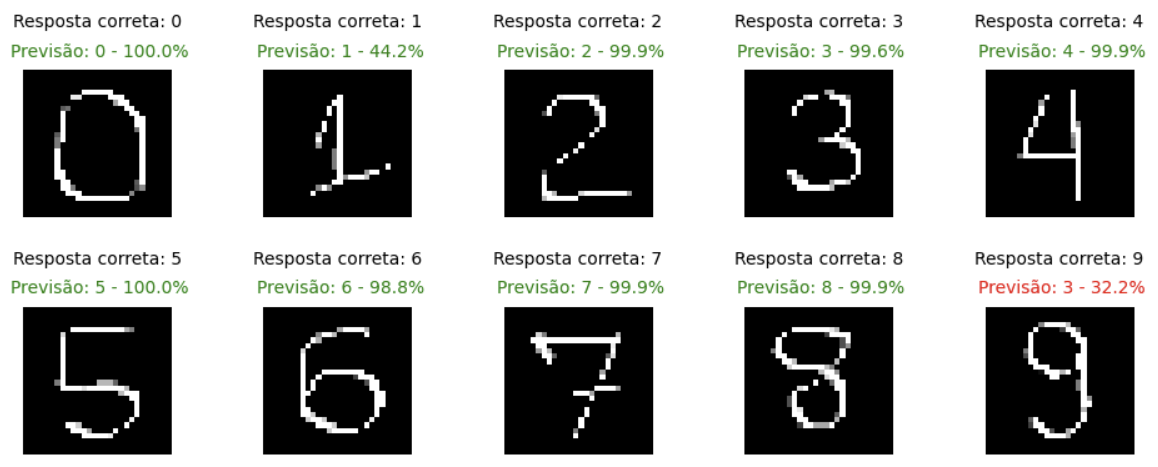 Resposta correta: 0 Resposta correta: 1 Resposta correta: 2 Resposta correta: 3 Resposta correta: 4
Previsão: 0 - 100.0% Previsão: 1 - 44.2% Previsão: 2 - 99.9% Previsão: 3 - 99.6% Previsão: 4 - 99.9%
0 1 2 3 4
Resposta correta: 5 Resposta correta: 6 Resposta correta: 7 Resposta correta: 8 Resposta correta: 9
Previsão: 5 - 100.0% Previsão: 6 - 98.8% Previsão: 7 - 99.9% Previsão: 8 - 99.9% Previsão: 3 - 32.2%
5 6 7 8 9